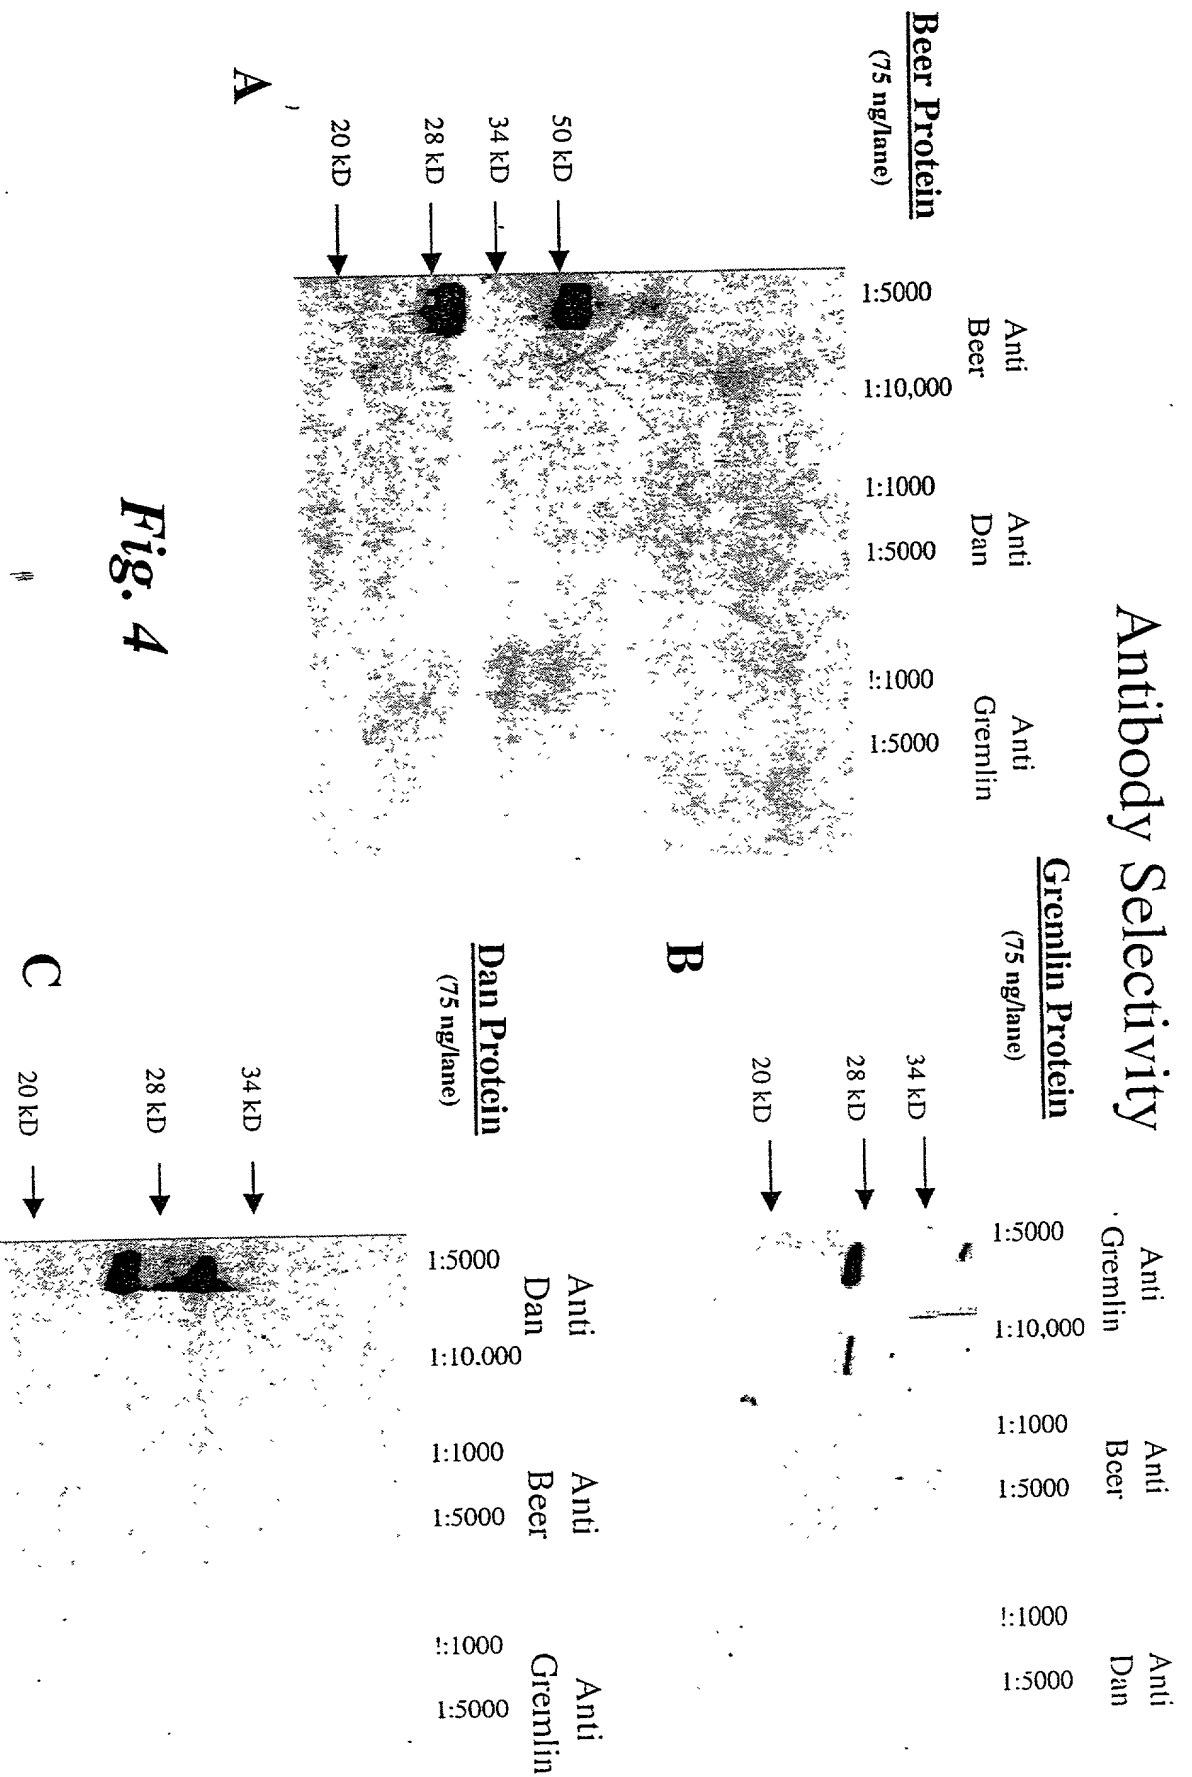 Antibody Selectivity
Beer Protein
(75 ng/lane)
Anti
Beer
Anti
Dan
Anti
Gremlin
1:5000
1:10,000
1:1000
1:5000
!:1000
1:5000
50 kD
34 kD
28 kD
20 kD
A
Gremlin Protein
(75 ng/lane)
Anti
Gremlin
Anti
Beer
Anti
Dan
1:5000
1:10,000
1:1000
1:5000
!:1000
1:5000
34 kD
28 kD
20 kD
B
Dan Protein
(75 ng/lane)
Anti
Dan
Anti
Beer
Anti
Gremlin
1:5000
1:10.000
1:1000
1:5000
!:1000
1:5000
34 kD
28 kD
20 kD
C
Fig. 4